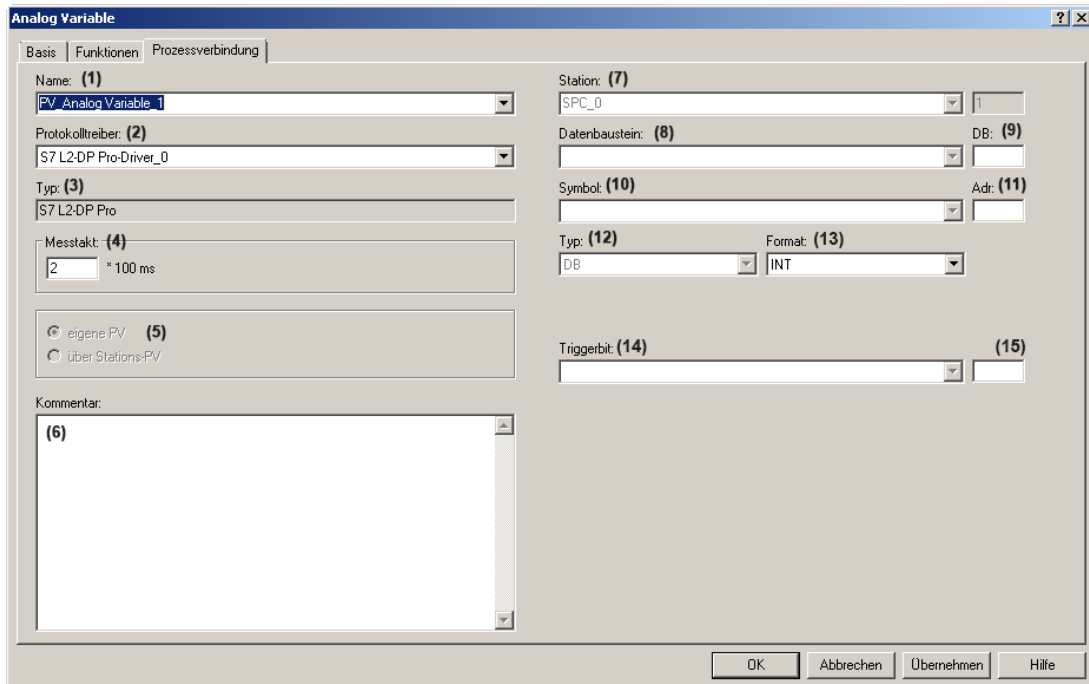 Analog Variable
Basis Funktionen Prozessverbindung
Name: (1)
PV_Analog Variable_1
Protokolltreiber: (2)
S7 L2-DP Pro-Driver_0
Typ: (3)
S7 L2-DP Pro
Messtakt: (4)
2 * 100 ms
eigene PV (5)
über Stations-PV
Kommentar:
(6)
Station: (7)
SPC_0 1
Datenbaustein: (8) DB: (9)
Symbol: (10) Adr: (11)
Typ: (12) Format: (13)
DB INT
Triggerbit: (14) (15)
OK Abbrechen Übernehmen Hilfe